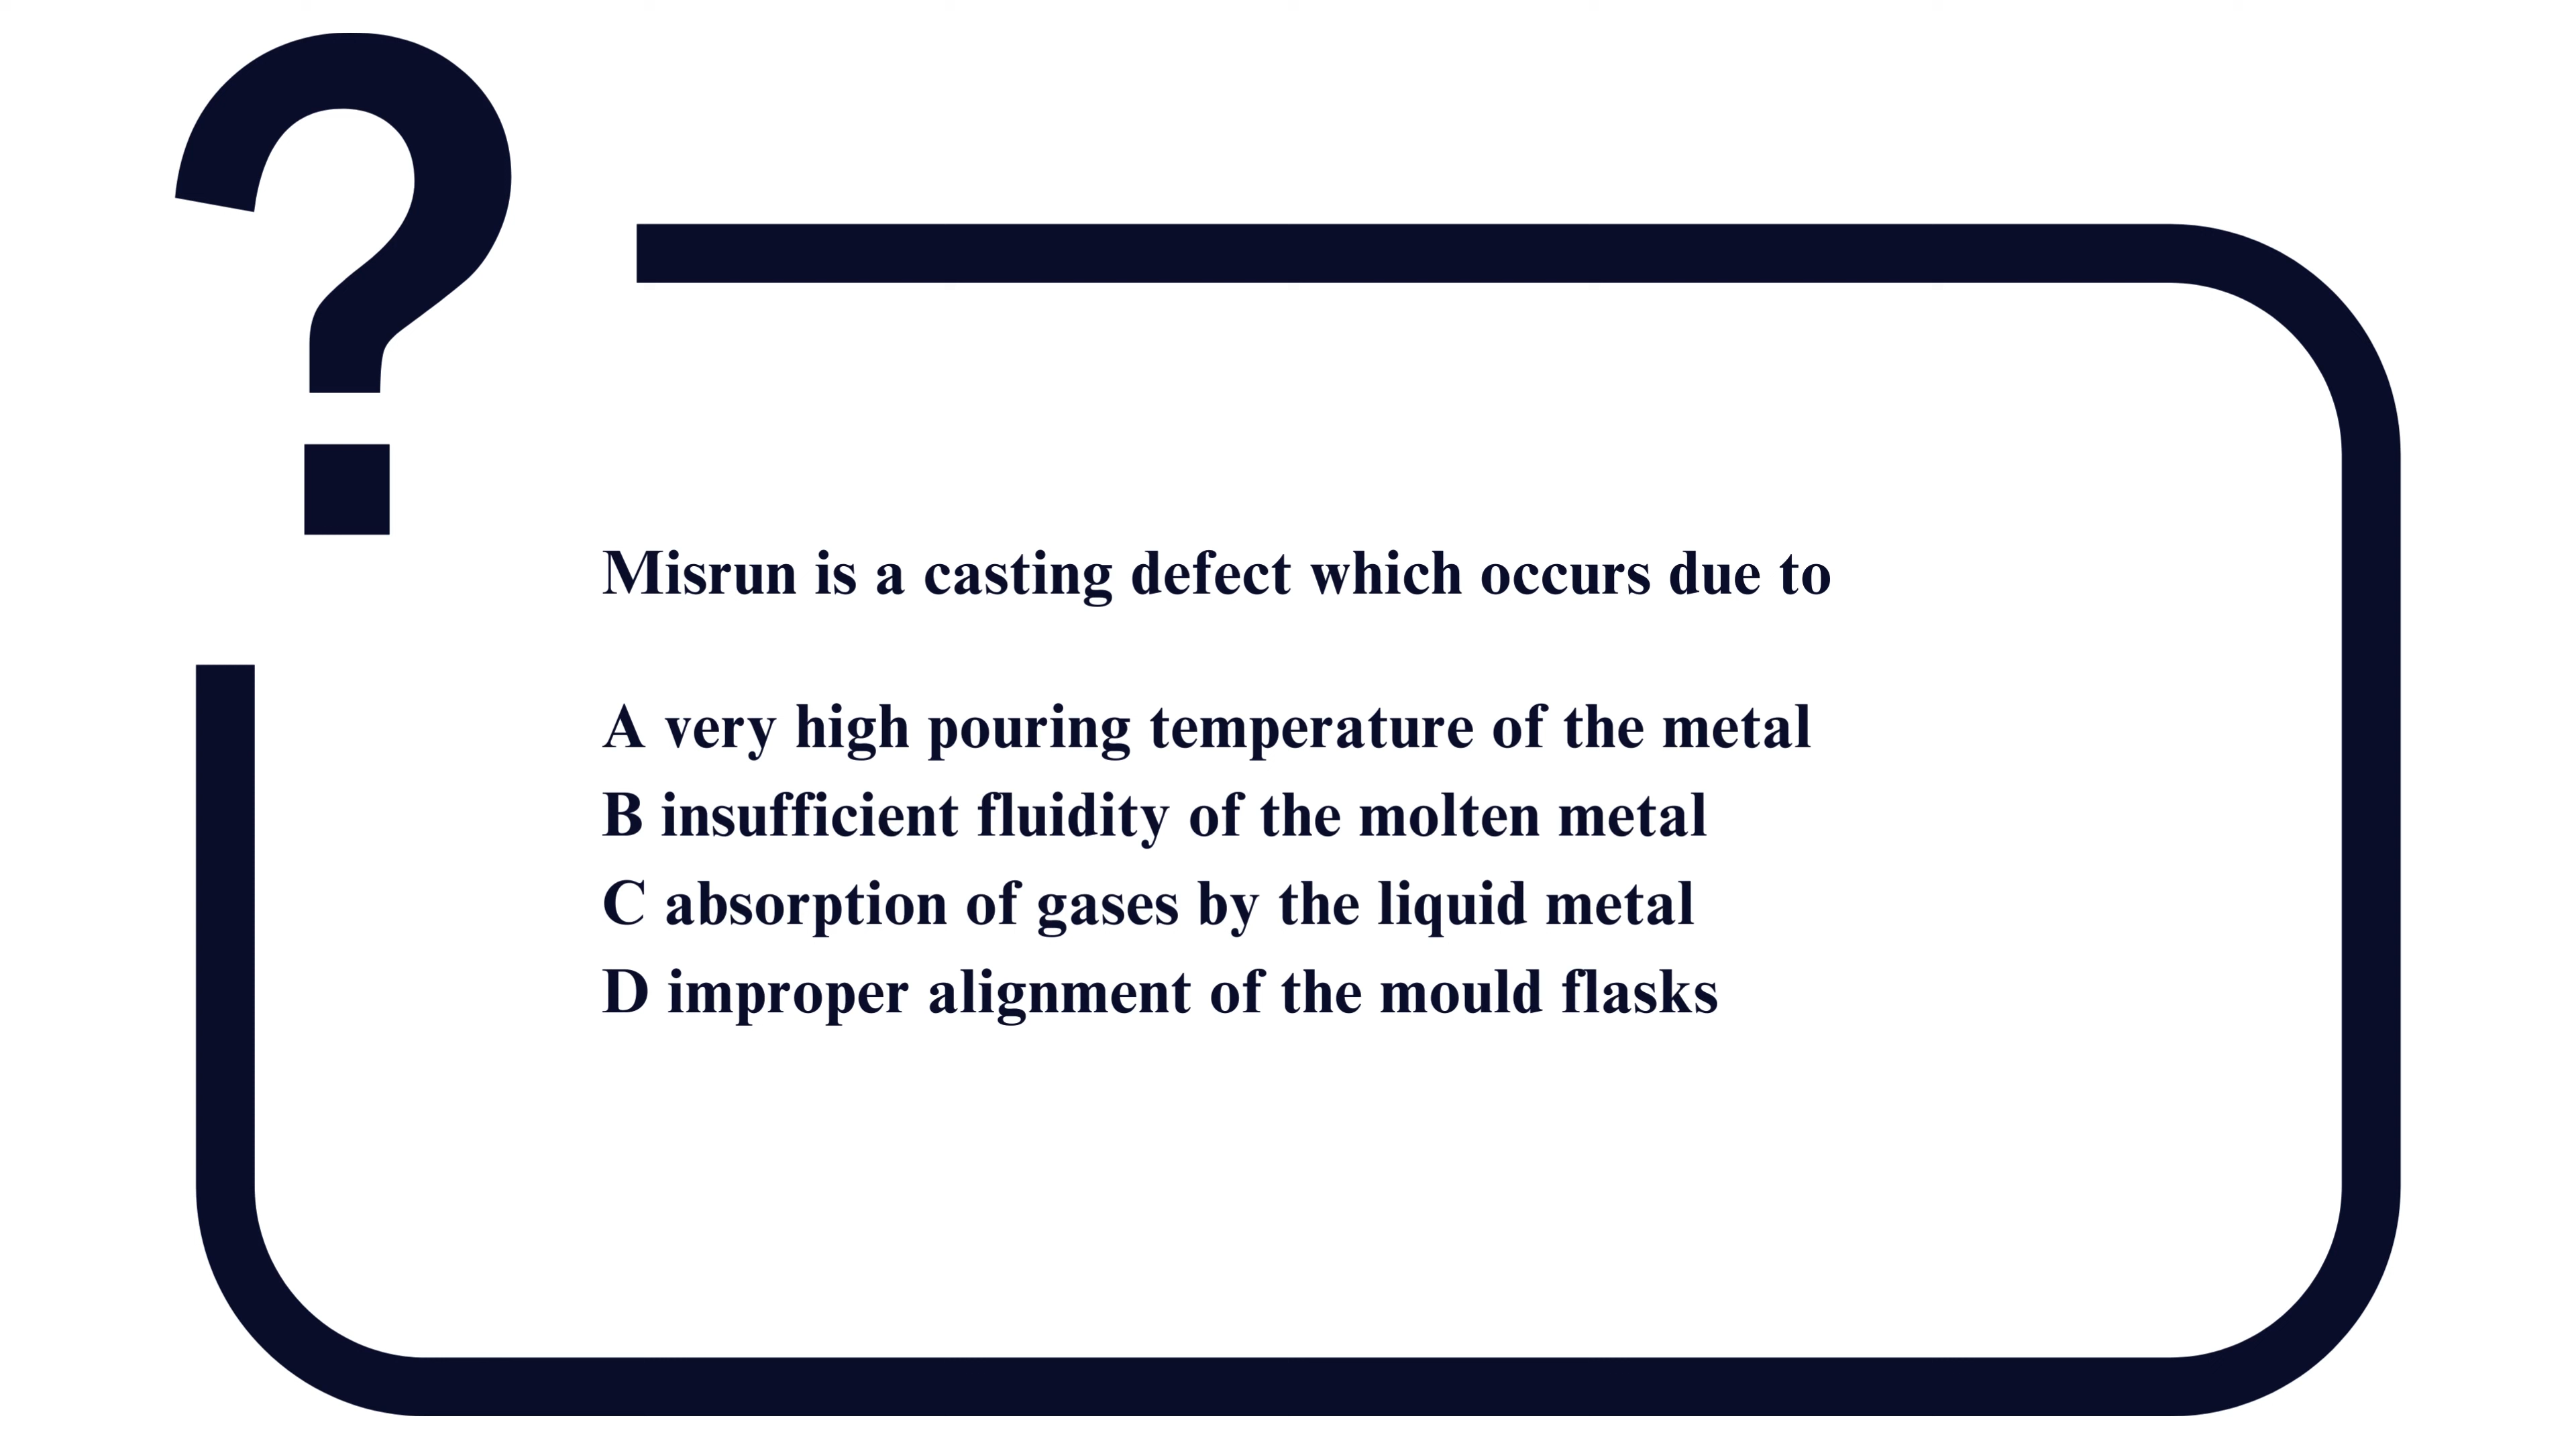 ?
Misrun is a casting defect which occurs due to
A very high pouring temperature of the metal
B insufficient fluidity of the molten metal
C absorption of gases by the liquid metal
D improper alignment of the mould flasks